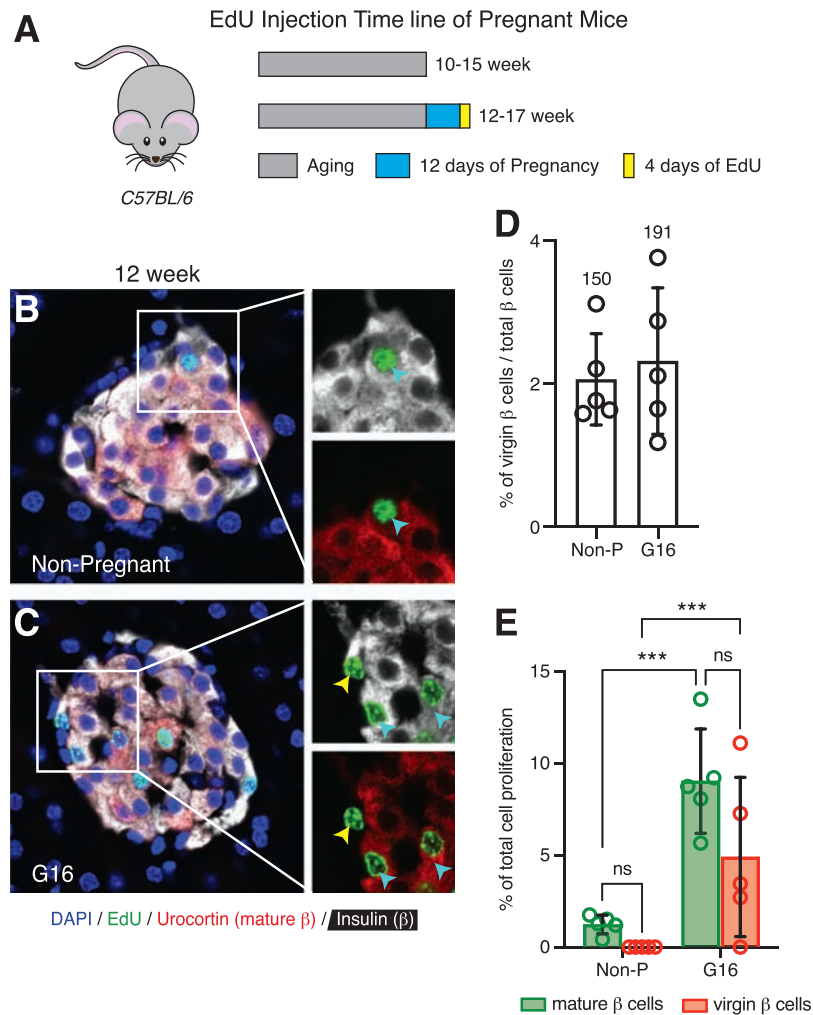 A
EdU Injection Time line of Pregnant Mice
10-15 week
12-17 week
Aging
12 days of Pregnancy
4 days of EdU
C57BL/6
12 week
B
Non-Pregnant
C
G16
DAPI / EdU / Urocortin (mature β) / Insulin (β)
D
% of virgin β cells / total β cells
4
2
0
150
191
Non-P
G16
E
% of total cell proliferation
15
10
5
0
***
***
ns
ns
Non-P
G16
mature β cells
virgin β cells